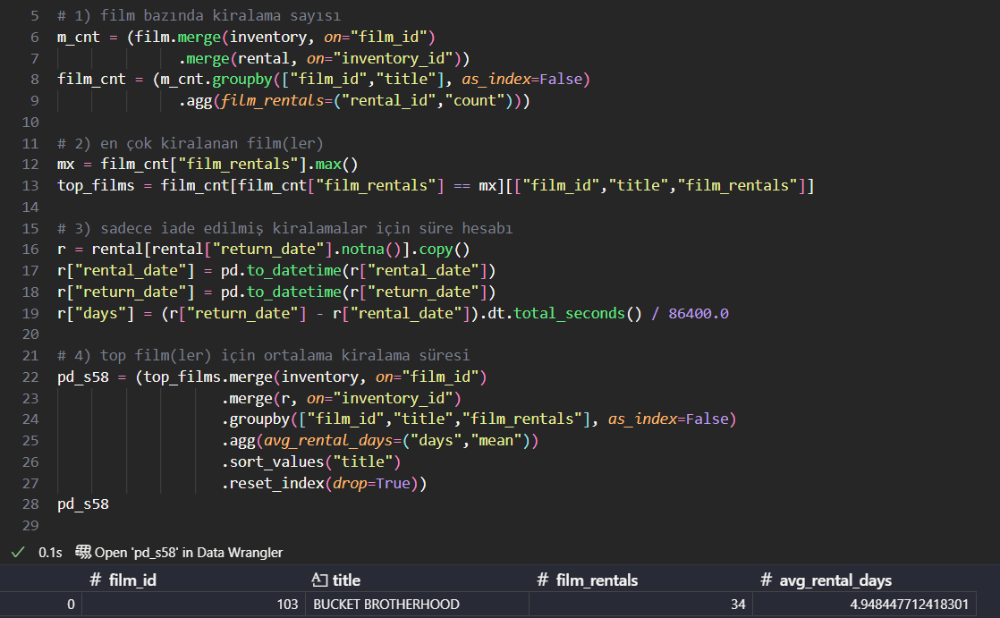 5 # 1) film bazında kiralama sayısı
6 m_cnt = (film.merge(inventory, on="film_id")
7 .merge(rental, on="inventory_id"))
8 film_cnt = (m_cnt.groupby(["film_id","title"], as_index=False)
9 .agg(film_rentals=("rental_id","count")))
10
11 # 2) en çok kiralanan film(ler)
12 mx = film_cnt["film_rentals"].max()
13 top_films = film_cnt[film_cnt["film_rentals"] == mx][["film_id","title","film_rentals"]]
14
15 # 3) sadece iade edilmiş kiralamalar için süre hesabı
16 r = rental[rental["return_date"].notna()].copy()
17 r["rental_date"] = pd.to_datetime(r["rental_date"])
18 r["return_date"] = pd.to_datetime(r["return_date"])
19 r["days"] = (r["return_date"] - r["rental_date"]).dt.total_seconds() / 86400.0
20
21 # 4) top film(ler) için ortalama kiralama süresi
22 pd_s58 = (top_films.merge(inventory, on="film_id")
23 .merge(r, on="inventory_id")
24 .groupby(["film_id","title","film_rentals"], as_index=False)
25 .agg(avg_rental_days=("days","mean"))
26 .sort_values("title")
27 .reset_index(drop=True))
28 pd_s58
29
0.1s Open 'pd_s58' in Data Wrangler
# film_id title # film_rentals # avg_rental_days
0 103 BUCKET BROTHERHOOD 34 4.948447712418301